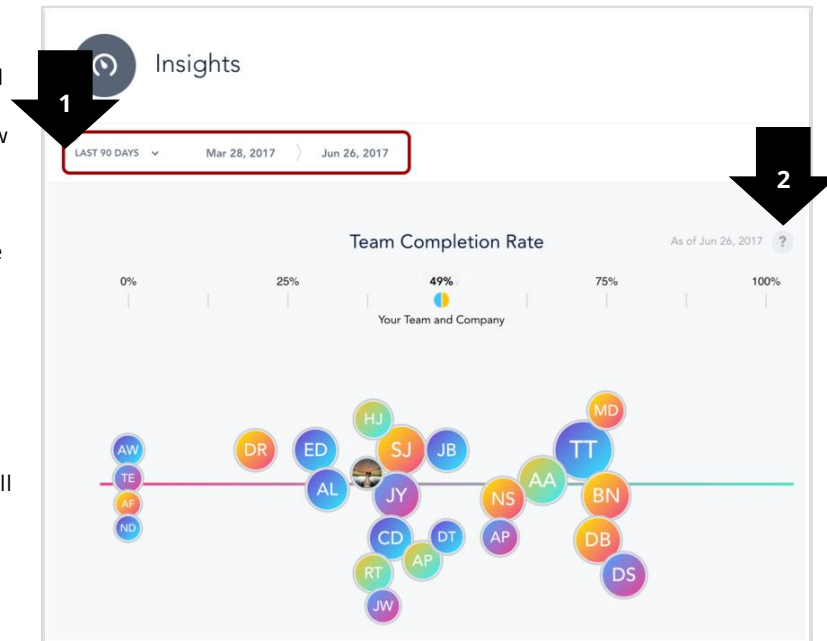 Insights
1
LAST 90 DAYS Mar 28, 2017 Jun 26, 2017
2
Team Completion Rate
As of Jun 26, 2017 ?
0% 25% 49% 75% 100%
Your Team and Company
MD
HJ
AW DR ED SJ JB TT
TE
AL JY NS AA BN
AF
ND CD DT AP DB
RT AP DS
JW
ll